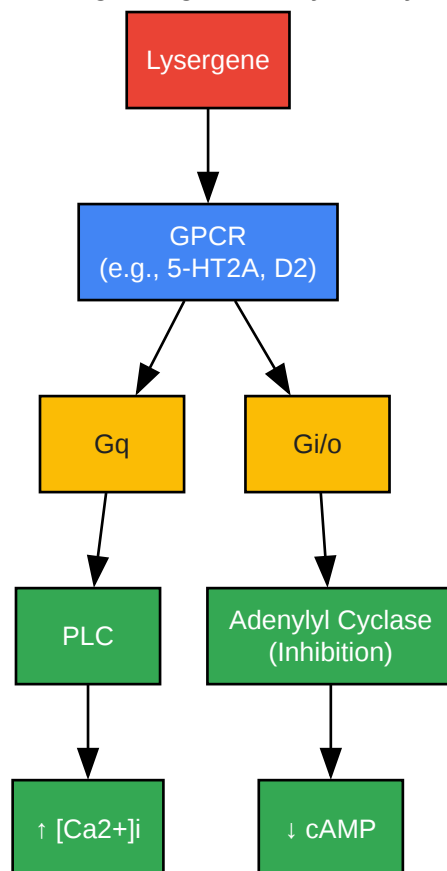 Lysergene
GPCR
(e.g., 5-HT2A, D2)
Gq
Gi/o
PLC
Adenylyl Cyclase
(Inhibition)
↑ [Ca2+]i
↓ cAMP